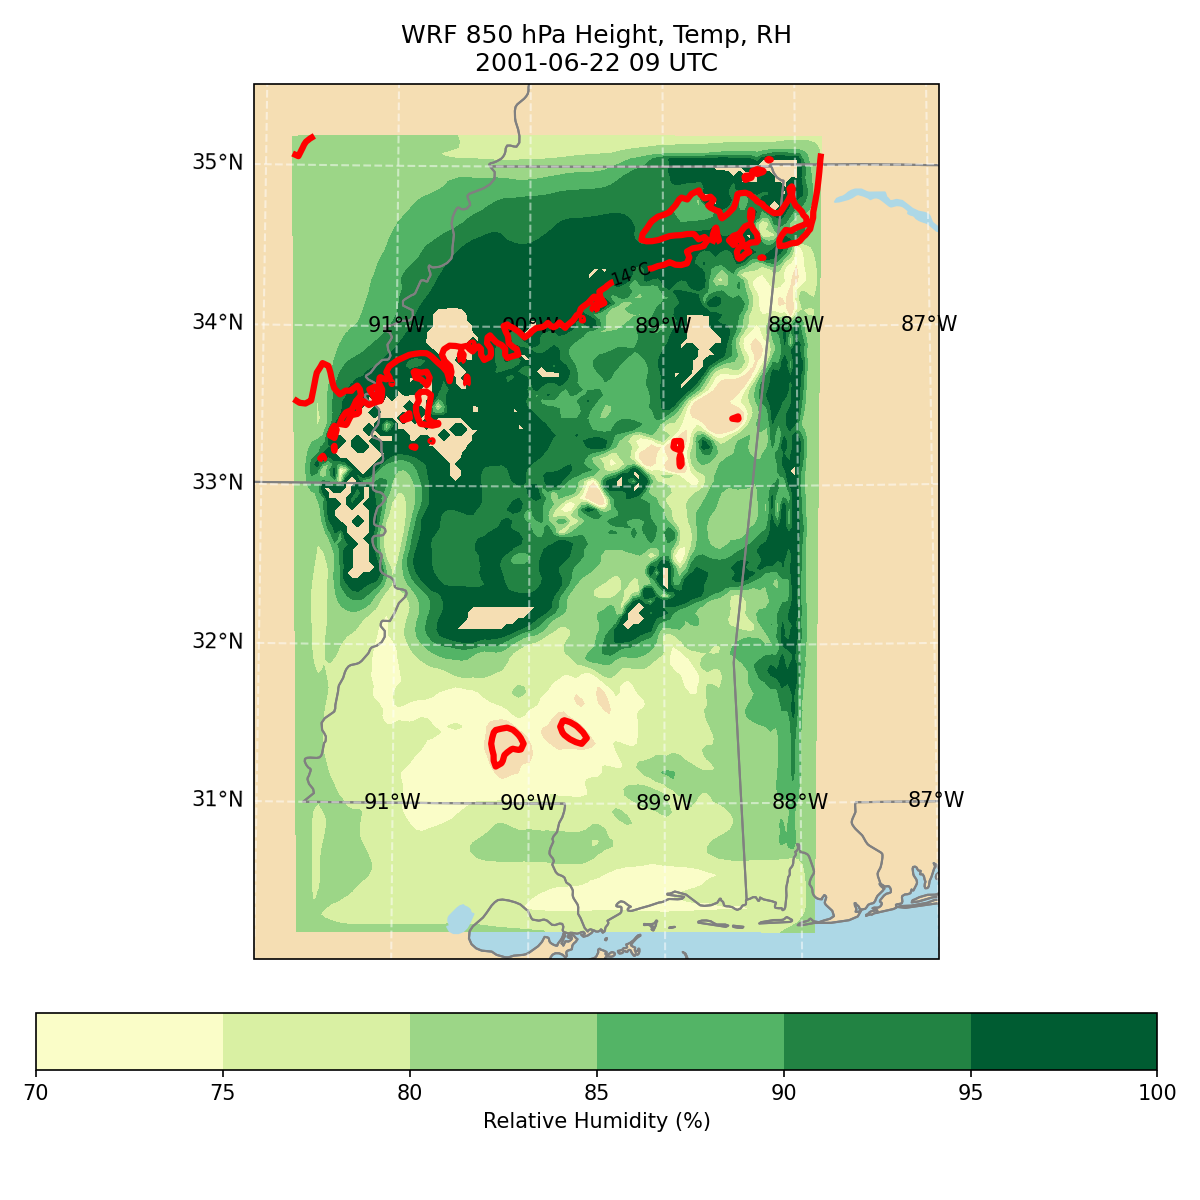 WRF 850 hPa Height, Temp, RH
2001-06-22 09 UTC
35°N
14°C
34°N
91°W 90°W 89°W 88°W 87°W
33°N
32°N
31°N
91°W 90°W 89°W 88°W 87°W
70 75 80 85 90 95 100
Relative Humidity (%)